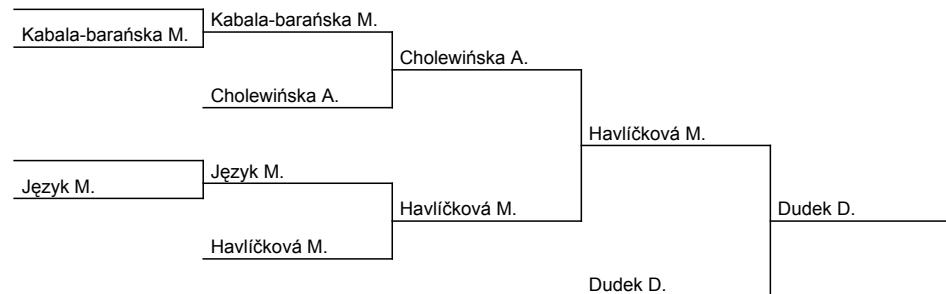 Kabala-barańska M.
Kabala-barańska M.
Cholewińska A.
Cholewińska A.
Havlíčková M.
Język M.
Język M.
Havlíčková M.
Dudek D.
Havlíčková M.
Dudek D.